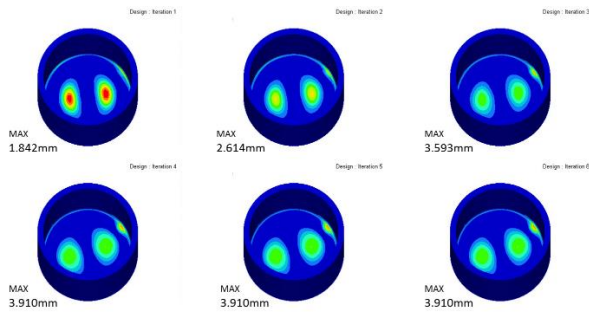 Design : Iteration 1
Design : Iteration 2
Design : Iteration 3
MAX
1.842mm
MAX
2.614mm
MAX
3.593mm
Design : Iteration 4
Design : Iteration 5
Design : Iteration 6
MAX
3.910mm
MAX
3.910mm
MAX
3.910mm